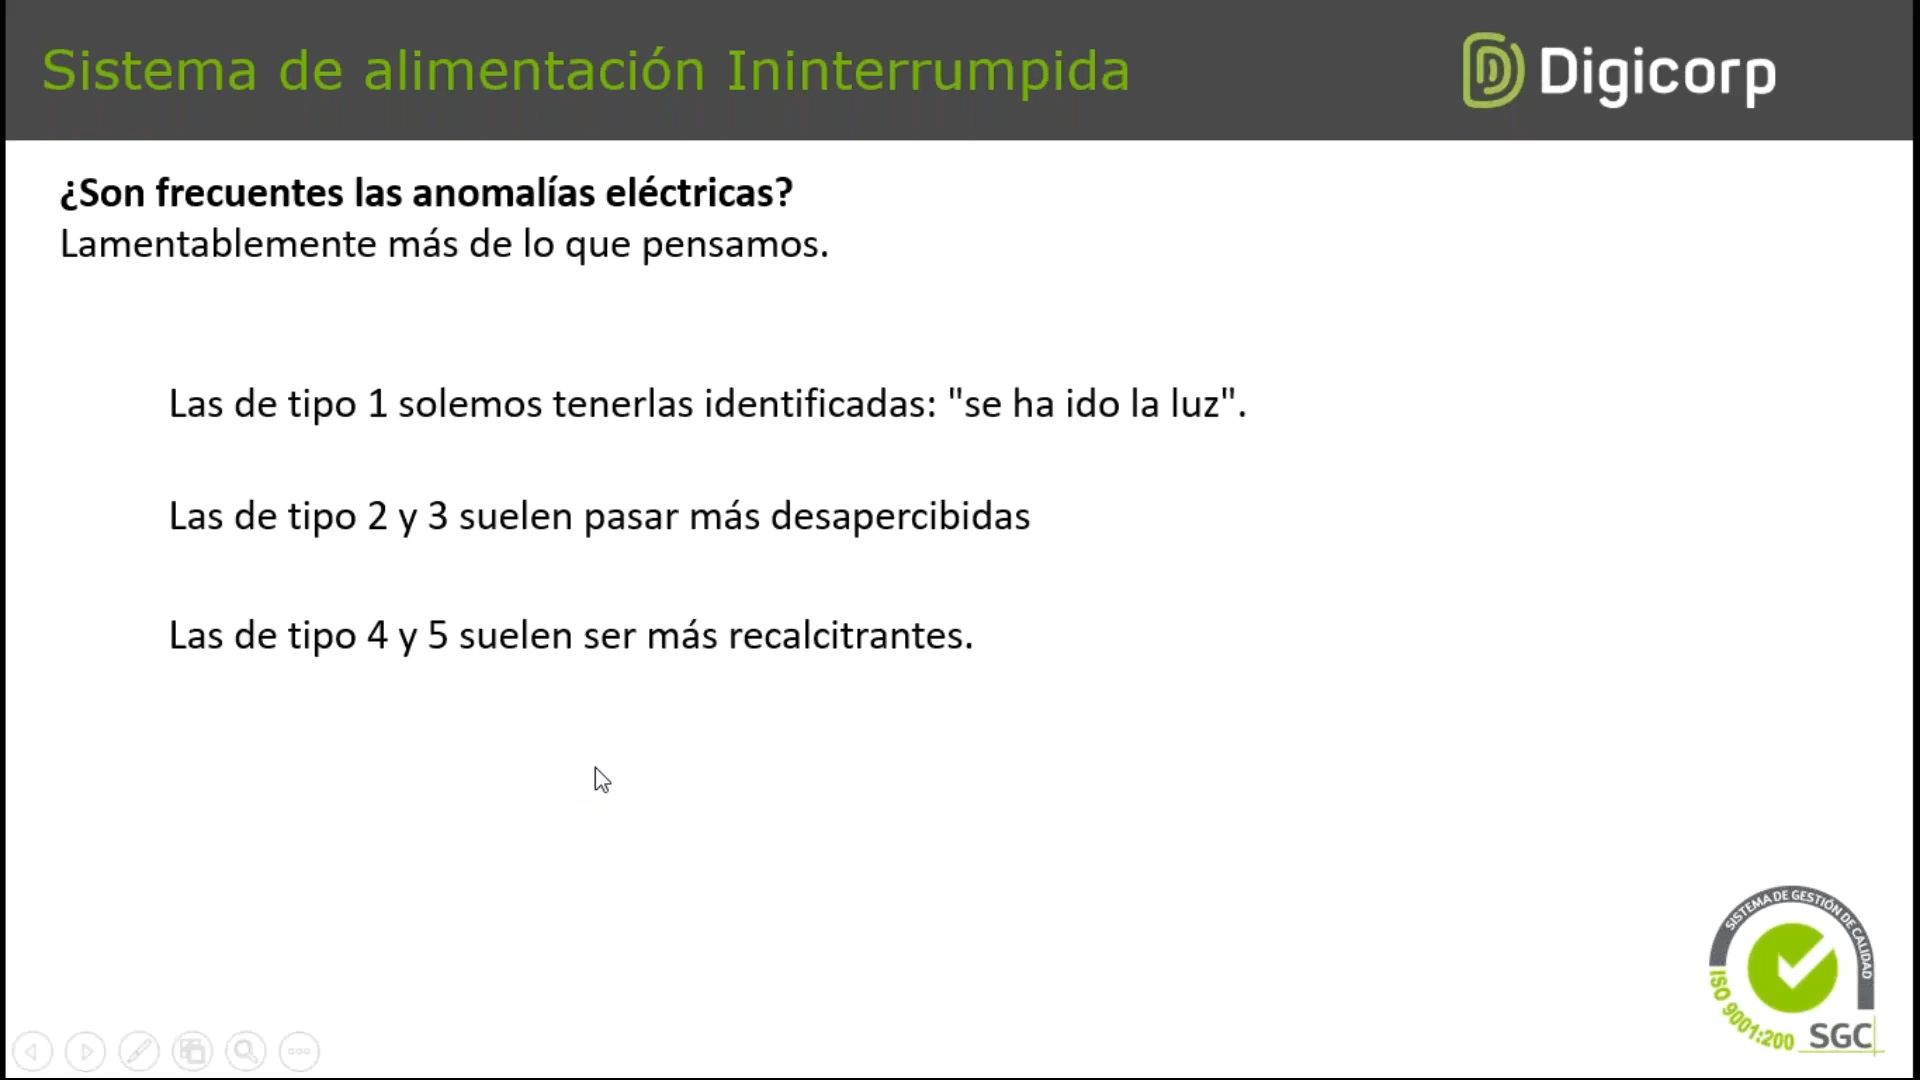 Sistema de alimentación Ininterrumpida
Digicorp
¿Son frecuentes las anomalías eléctricas?
Lamentablemente más de lo que pensamos.
Las de tipo 1 solemos tenerlas identificadas: "se ha ido la luz".
Las de tipo 2 y 3 suelen pasar más desapercibidas
Las de tipo 4 y 5 suelen ser más recalcitrantes.
SISTEMA DE GESTIÓN DE CALIDAD
ISO 9001:200
SGC